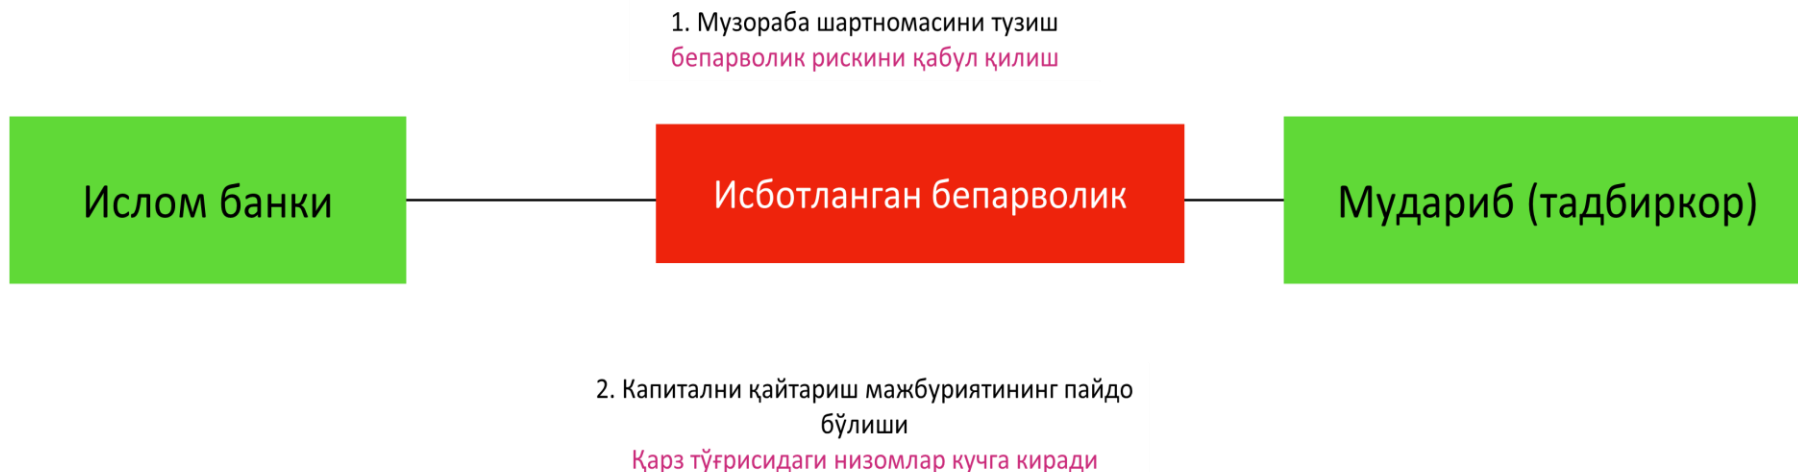 1. Музораба шартномасини тузиш
бепарволик рискини қабул қилиш
Ислом банки
Исботланган бепарволик
Мудариб (тадбиркор)
2. Капитални қайтариш мажбуриятининг пайдо
бўлиши
Қарз тўғрисидаги низомлар кучга киради